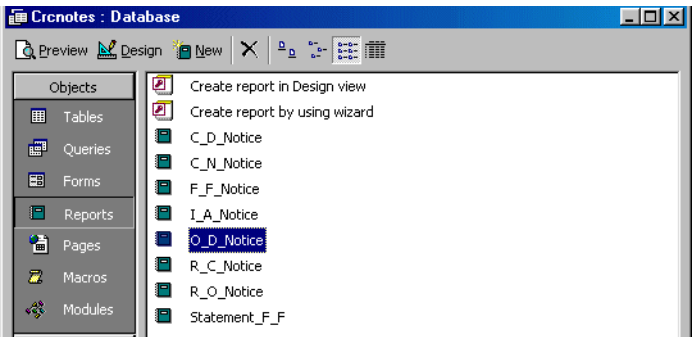 Crcnotes : Database
Preview Design New
Objects
Tables
Queries
Forms
Reports
Pages
Macros
Modules
Create report in Design view
Create report by using wizard
C_D_Notice
C_N_Notice
F_F_Notice
I_A_Notice
O_D_Notice
R_C_Notice
R_O_Notice
Statement_F_F